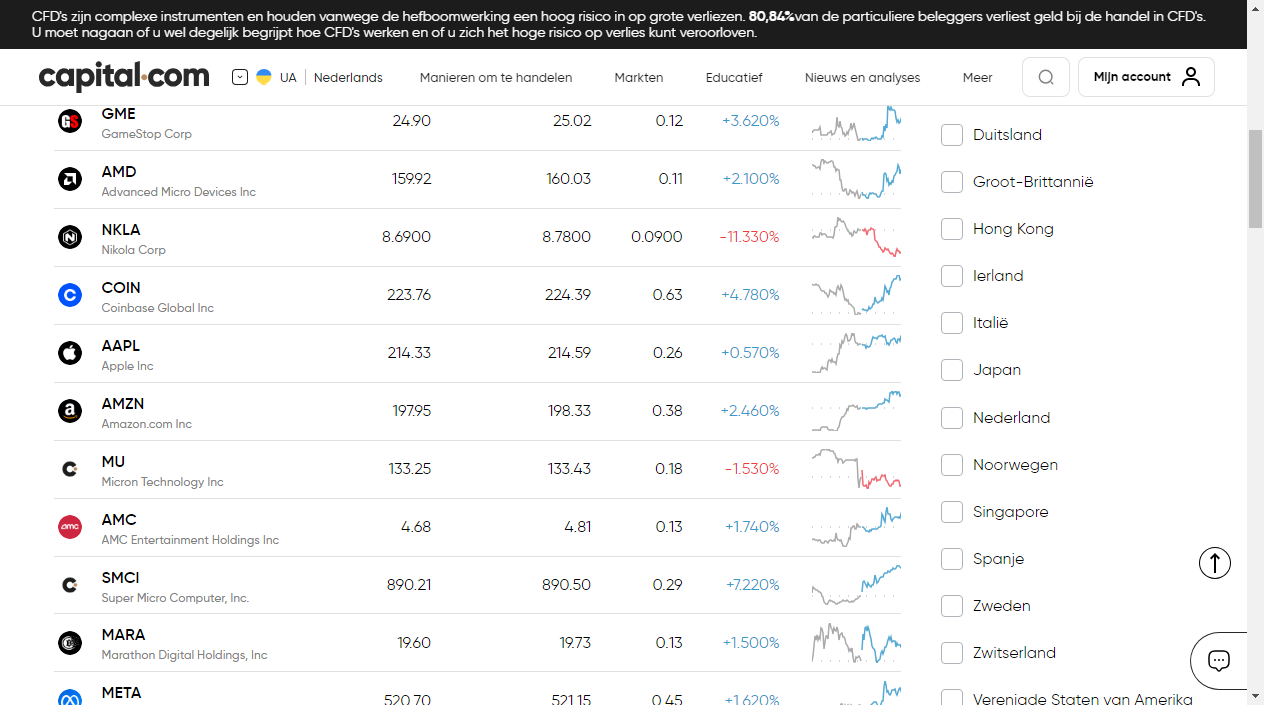 CFD's zijn complexe instrumenten en houden vanwege de hefboomwerking een hoog risico in op grote verliezen. 80,84%van de particuliere beleggers verliest geld bij de handel in CFD's.
U moet nagaan of u wel degelijk begrijpt hoe CFD's werken en of u zich het hoge risico op verlies kunt veroorloven.
capital.com UA Nederlands Manieren om te handelen Markten Educatief Nieuws en analyses Meer Mijn account
GME 24.90 25.02 0.12 +3.620%
GameStop Corp
AMD 159.92 160.03 0.11 +2.100%
Advanced Micro Devices Inc
NKLA 8.6900 8.7800 0.0900 -11.330%
Nikola Corp
COIN 223.76 224.39 0.63 +4.780%
Coinbase Global Inc
AAPL 214.33 214.59 0.26 +0.570%
Apple Inc
AMZN 197.95 198.33 0.38 +2.460%
Amazon.com Inc
MU 133.25 133.43 0.18 -1.530%
Micron Technology Inc
amc AMC 4.68 4.81 0.13 +1.740%
AMC Entertainment Holdings Inc
SMCI 890.21 890.50 0.29 +7.220%
Super Micro Computer, Inc.
MARA 19.60 19.73 0.13 +1.500%
Marathon Digital Holdings, Inc
META 520.70 521.15 0.45 +1.620%
Duitsland
Groot-Brittannië
Hong Kong
Ierland
Italië
Japan
Nederland
Noorwegen
Singapore
Spanje
Zweden
Zwitserland
Verenigde Staten van Amerika